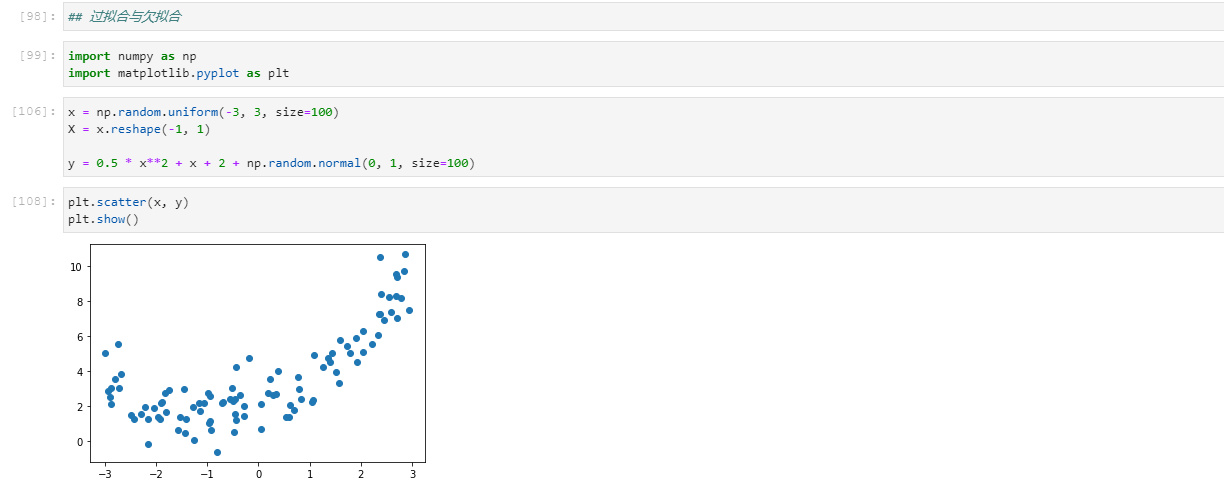 [98]: ## 过拟合与欠拟合
[99]: import numpy as np
import matplotlib.pyplot as plt
[106]: x = np.random.uniform(-3, 3, size=100)
X = x.reshape(-1, 1)
y = 0.5 * x**2 + x + 2 + np.random.normal(0, 1, size=100)
[108]: plt.scatter(x, y)
plt.show()
10
8
6
4
2
0
−3 −2 −1 0 1 2 3